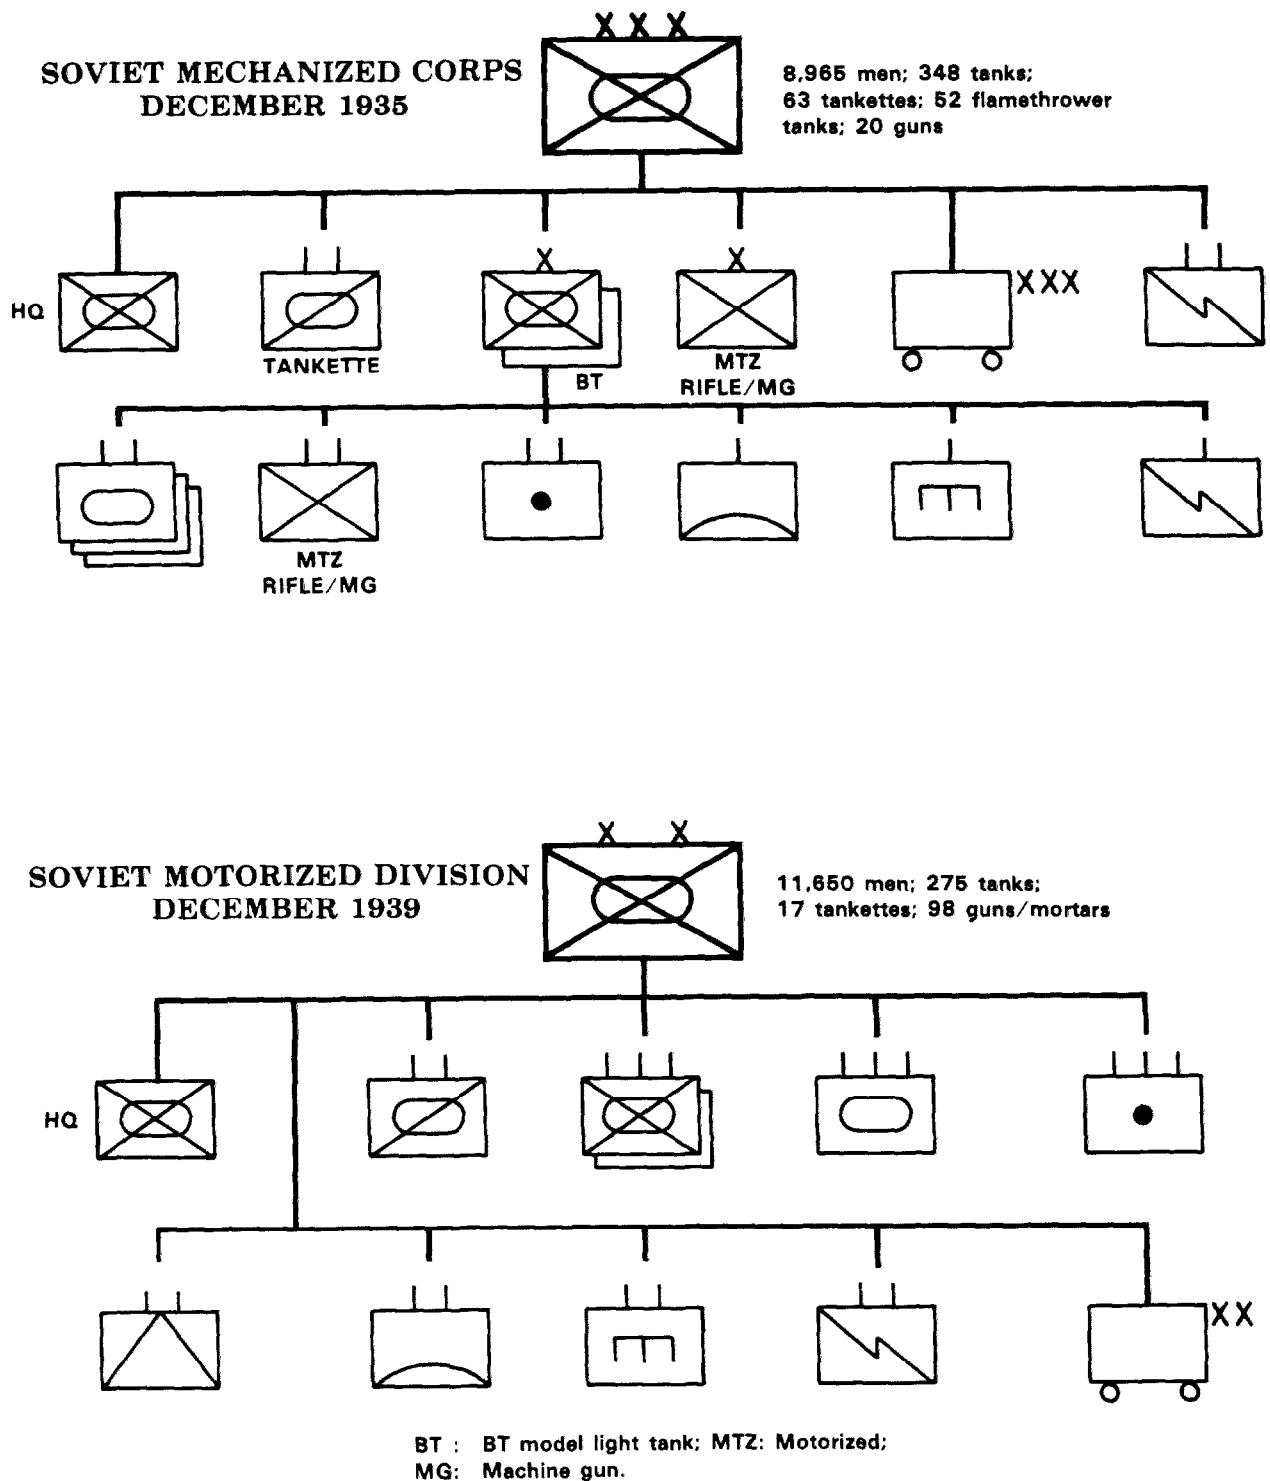 X X X
SOVIET MECHANIZED CORPS
DECEMBER 1935
8,965 men; 348 tanks;
63 tankettes; 52 flamethrower
tanks; 20 guns
X
X
XXX
HQ
TANKETTE
BT
MTZ
RIFLE/MG
MTZ
RIFLE/MG
X X
SOVIET MOTORIZED DIVISION
DECEMBER 1939
11,650 men; 275 tanks;
17 tankettes; 98 guns/mortars
HQ
XX
BT : BT model light tank; MTZ: Motorized;
MG: Machine gun.